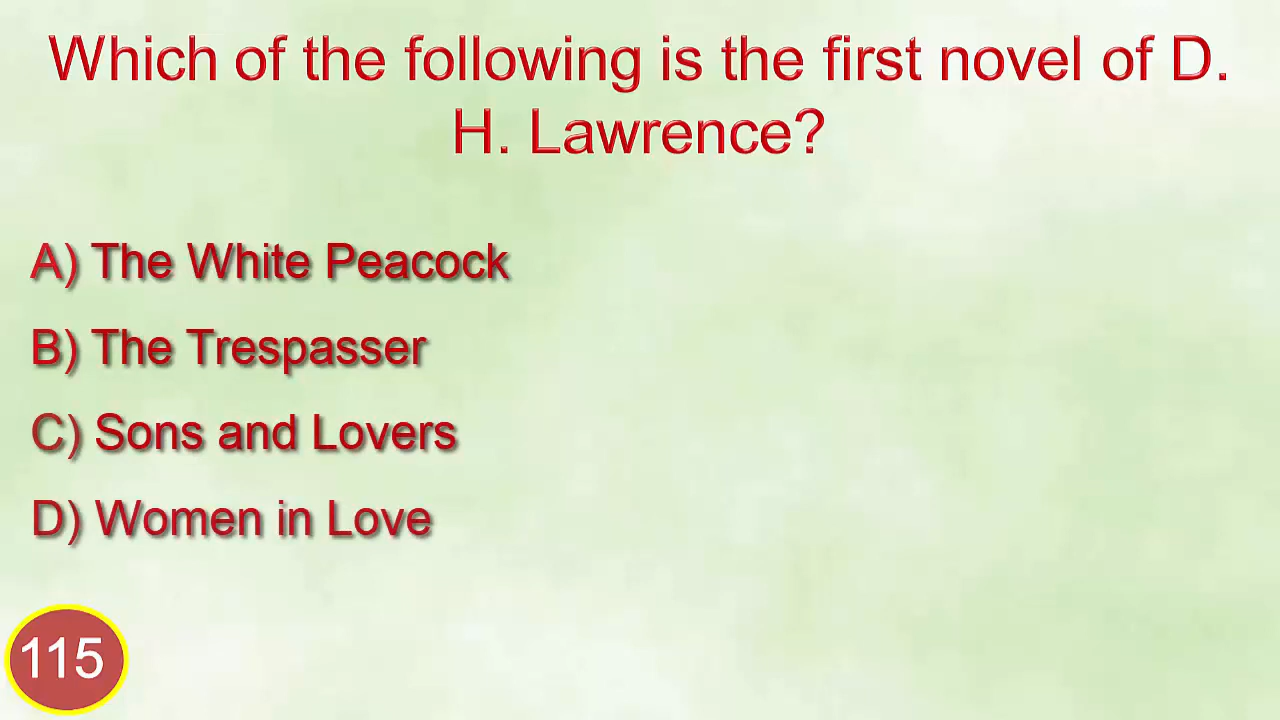 Which of the following is the first novel of D.
H. Lawrence?
A) The White Peacock
B) The Trespasser
C) Sons and Lovers
D) Women in Love
115